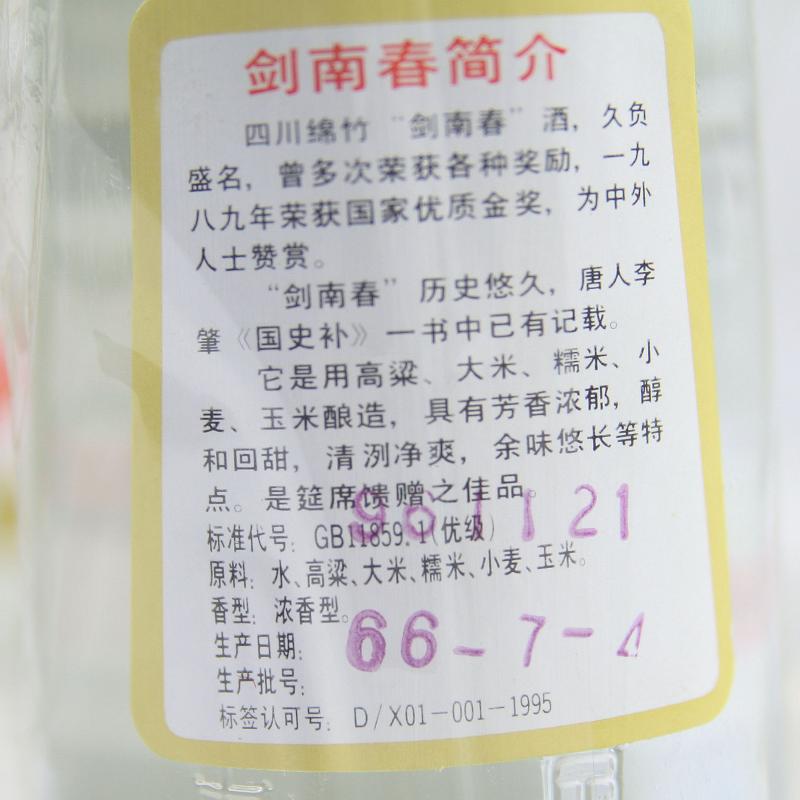 剑南春简介
四川绵竹“剑南春”酒，久负
盛名，曾多次荣获各种奖励，一九
八九年荣获国家优质金奖，为中外
人士赞赏。
“剑南春”历史悠久，唐人李
肇《国史补》一书中已有记载。
它是用高粱、大米、糯米、小
麦、玉米酿造，具有芳香浓郁，醇
和回甜，清洌净爽，余味悠长等特
点。是筵席馈赠之佳品。
961121
标准代号：GB11859.1(优级)
原料：水、高粱、大米、糯米、小麦、玉米。
香型：浓香型。
生产日期：
66-7-4
生产批号：
标签认可号：D/X01-001-1995